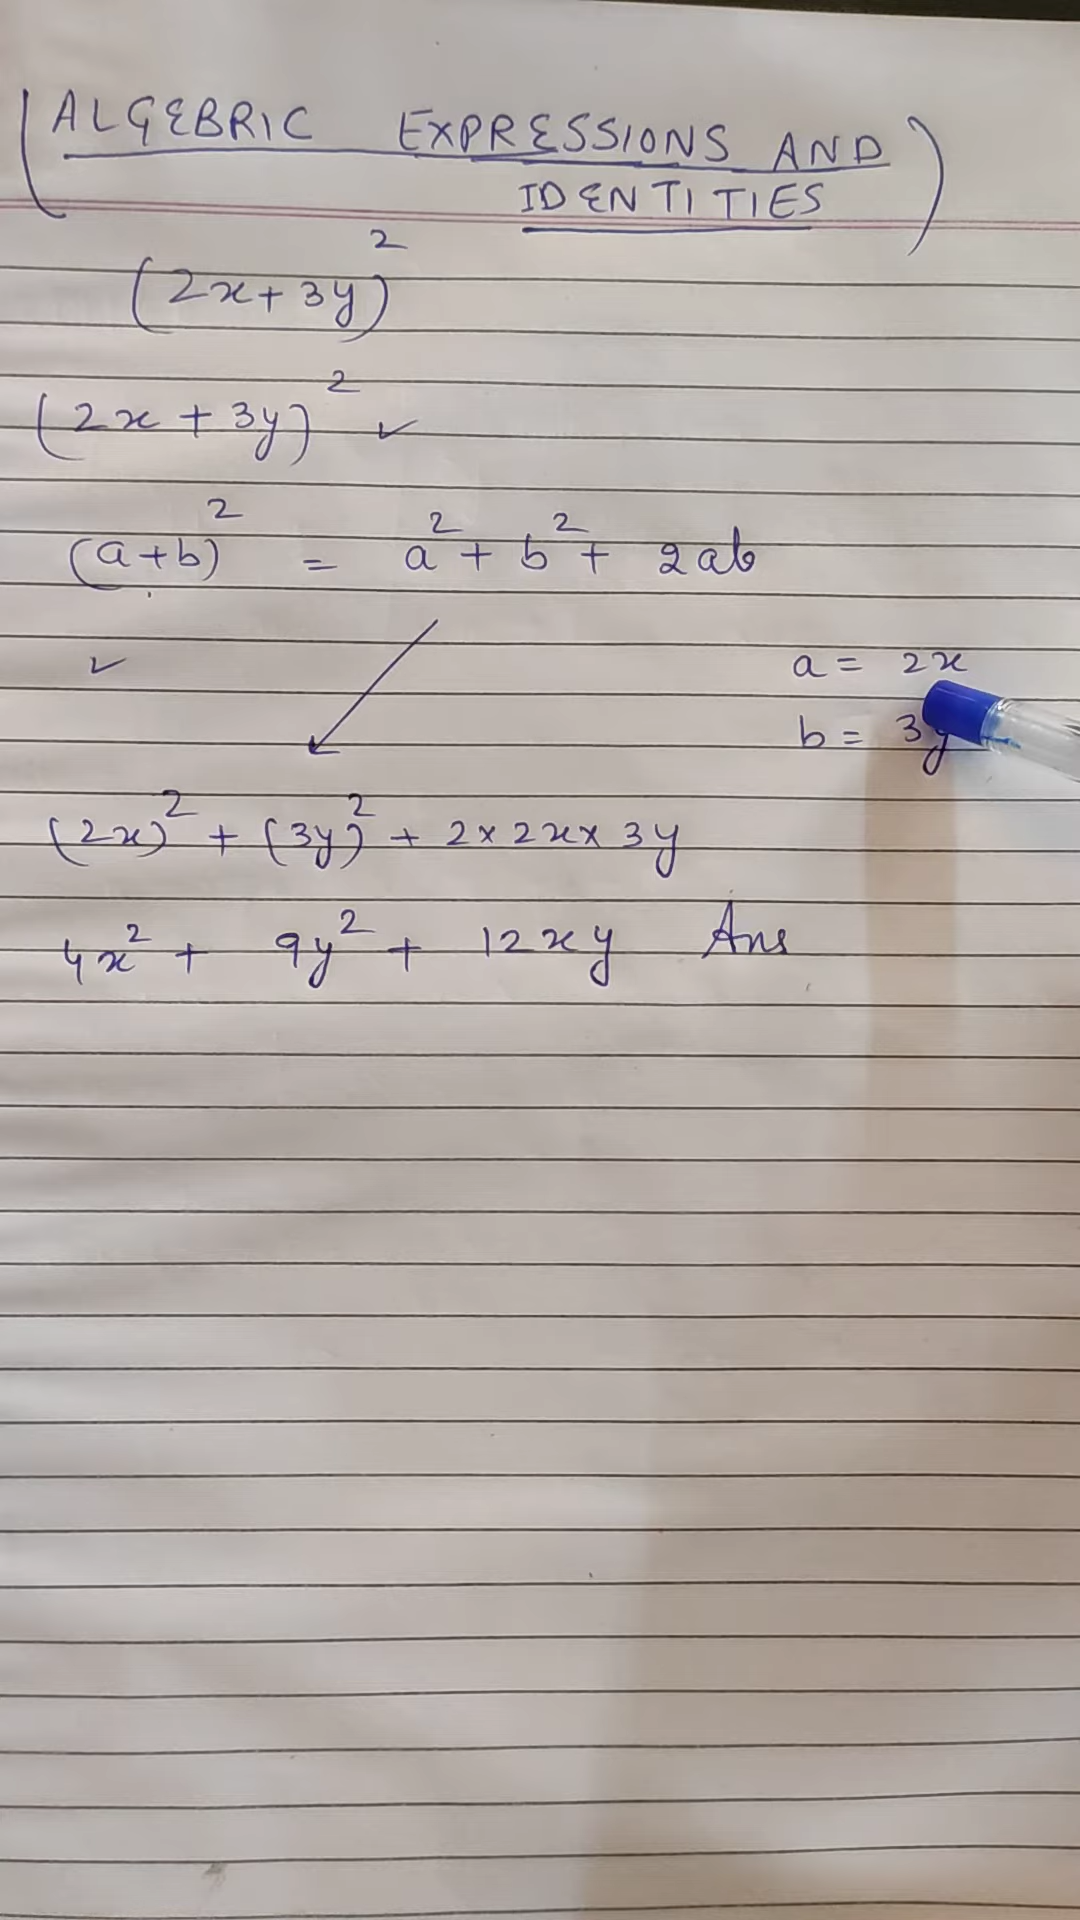 (ALGEBRIC EXPRESSIONS AND
IDENTITIES)
(2x+3y)²
(2x + 3y)² ✓
(a+b)² = a² + b² + 2ab
✓
a = 2x
b = 3y
(2x)² + (3y)² + 2 × 2x × 3y
4x² + 9y² + 12xy Ans